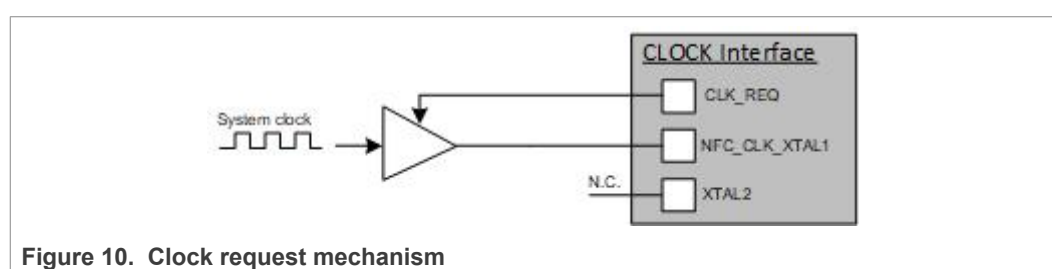 CLOCK Interface
CLK_REQ
System clock
NFC_CLK_XTAL1
N.C.
XTAL2
Figure 10. Clock request mechanism